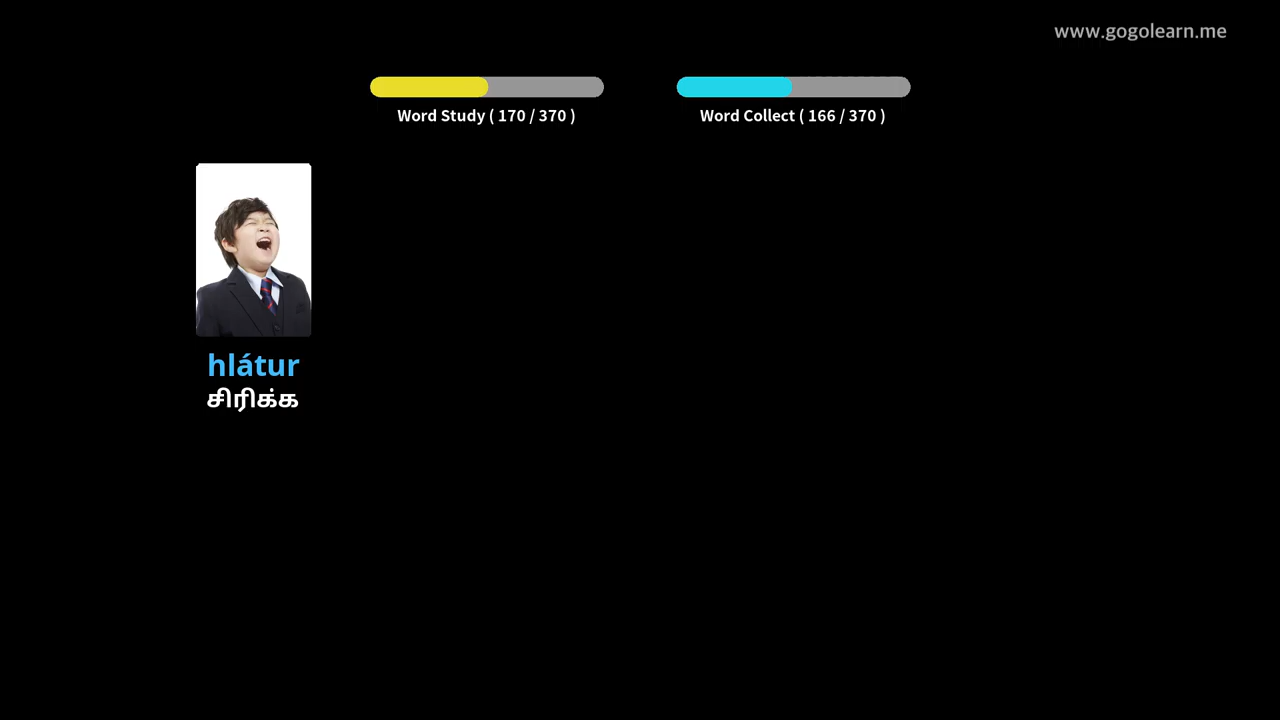 www.gogolearn.me
Word Study ( 170 / 370 )
Word Collect ( 166 / 370 )
hlátur
சிரிக்க